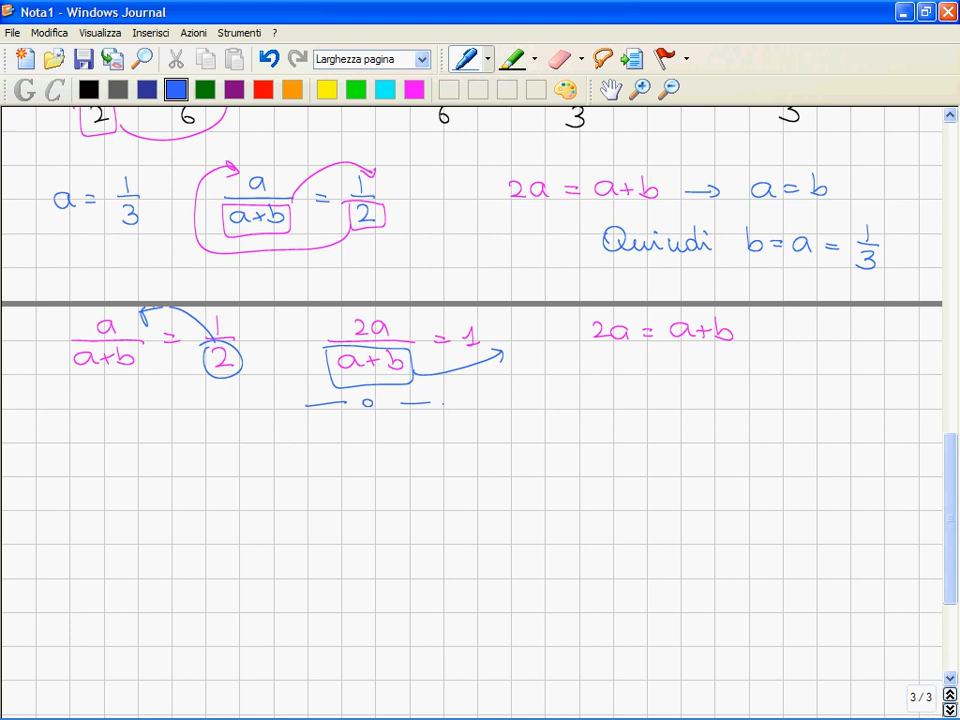 Nota1 - Windows Journal
File Modifica Visualizza Inserisci Azioni Strumenti ?
Larghezza pagina
G C
2 6 6 3 3
a = 1/3 a/(a+b) = 1/2 2a = a+b → a = b
Quindi b = a = 1/3
a/(a+b) = 1/2 2a/(a+b) = 1 2a = a+b
3 / 3